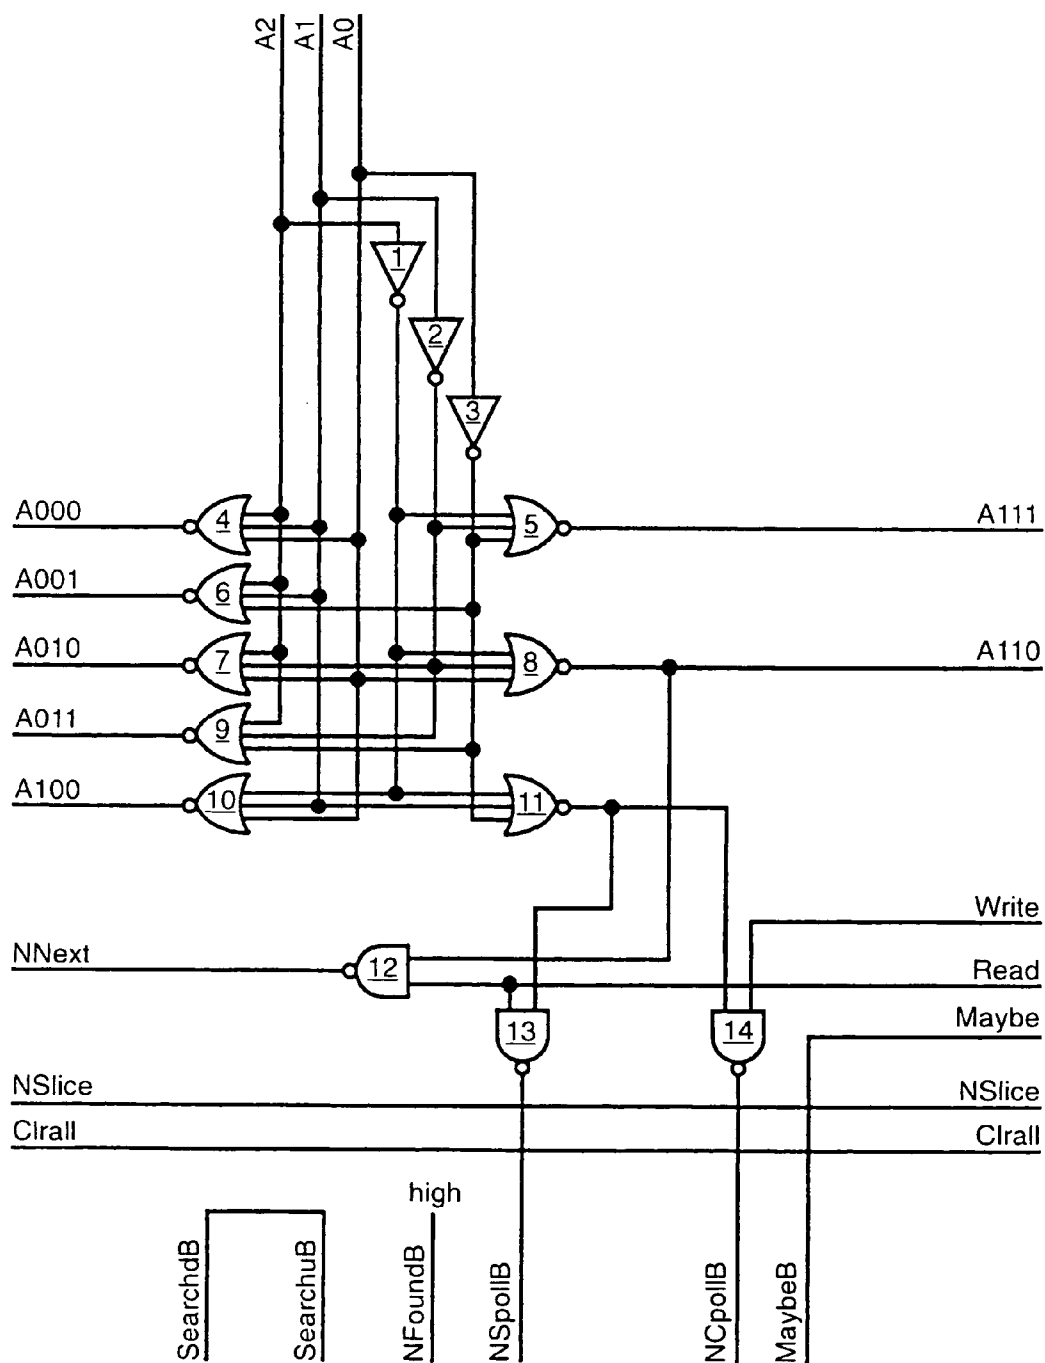 A2 A1 A0
1
2
3
A000 4 5 A111
A001 6
A010 7 8 A110
A011 9
A100 10 11
Write
NNext 12 Read
13 14 Maybe
NSlice NSlice
Clrall Clrall
high
SearchdB SearchuB NFoundB NSpollB NCpollB MaybeB